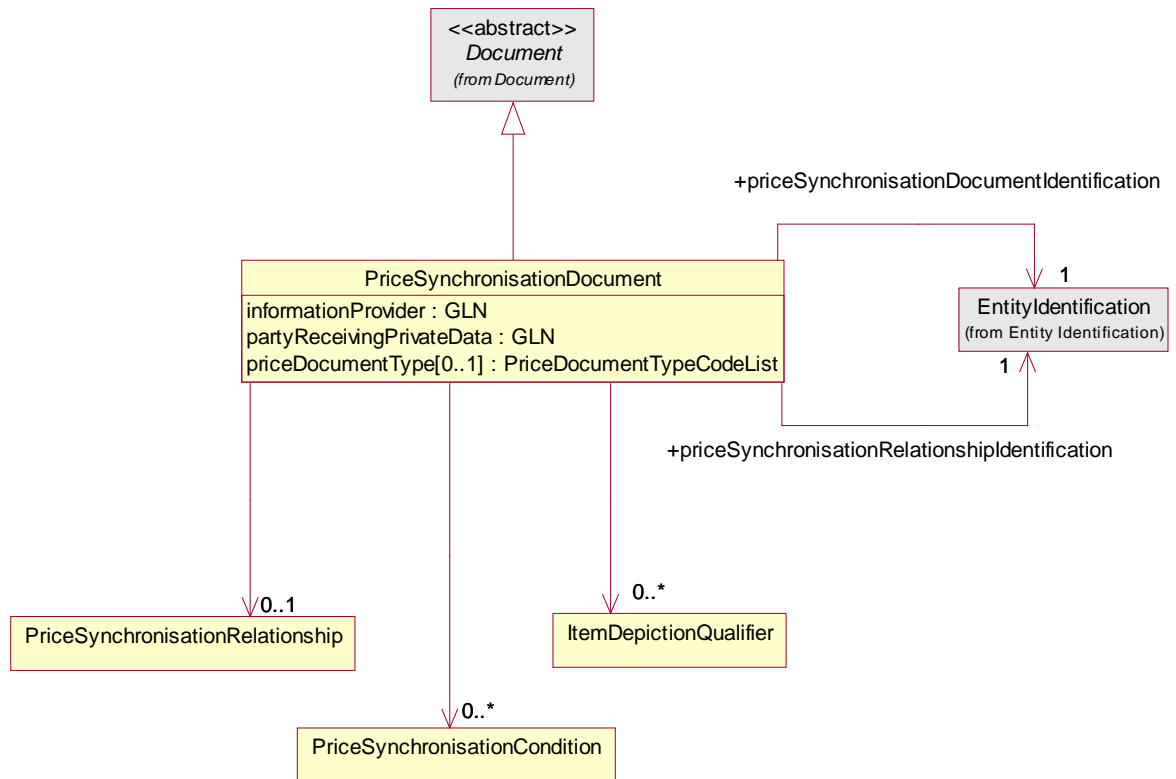 <<abstract>>
Document
(from Document)
+priceSynchronisationDocumentIdentification
PriceSynchronisationDocument
informationProvider : GLN
partyReceivingPrivateData : GLN
priceDocumentType[0..1] : PriceDocumentTypeCodeList
1
EntityIdentification
(from Entity Identification)
1
+priceSynchronisationRelationshipIdentification
0..1
PriceSynchronisationRelationship
0..*
ItemDepictionQualifier
0..*
PriceSynchronisationCondition